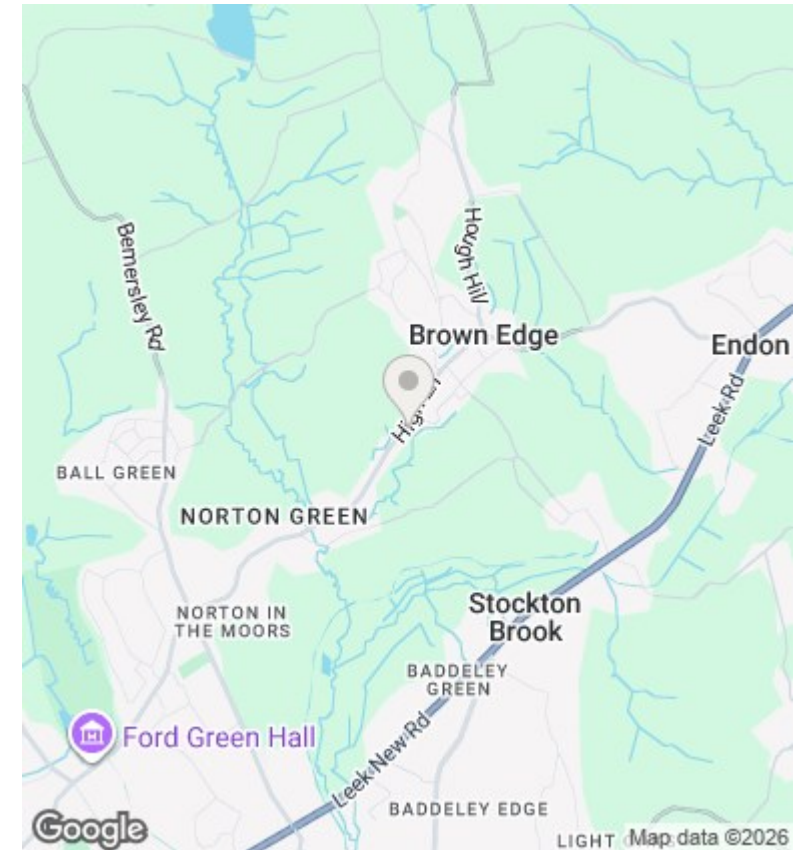 Bemersley Rd
Hough Hill
Brown Edge
Endon
High Ln
Leek Rd
BALL GREEN
NORTON GREEN
Stockton
Brook
NORTON IN
THE MOORS
BADDELEY
GREEN
Ford Green Hall
Leek New Rd
BADDELEY EDGE
LIGHT
Google
Map data ©2026